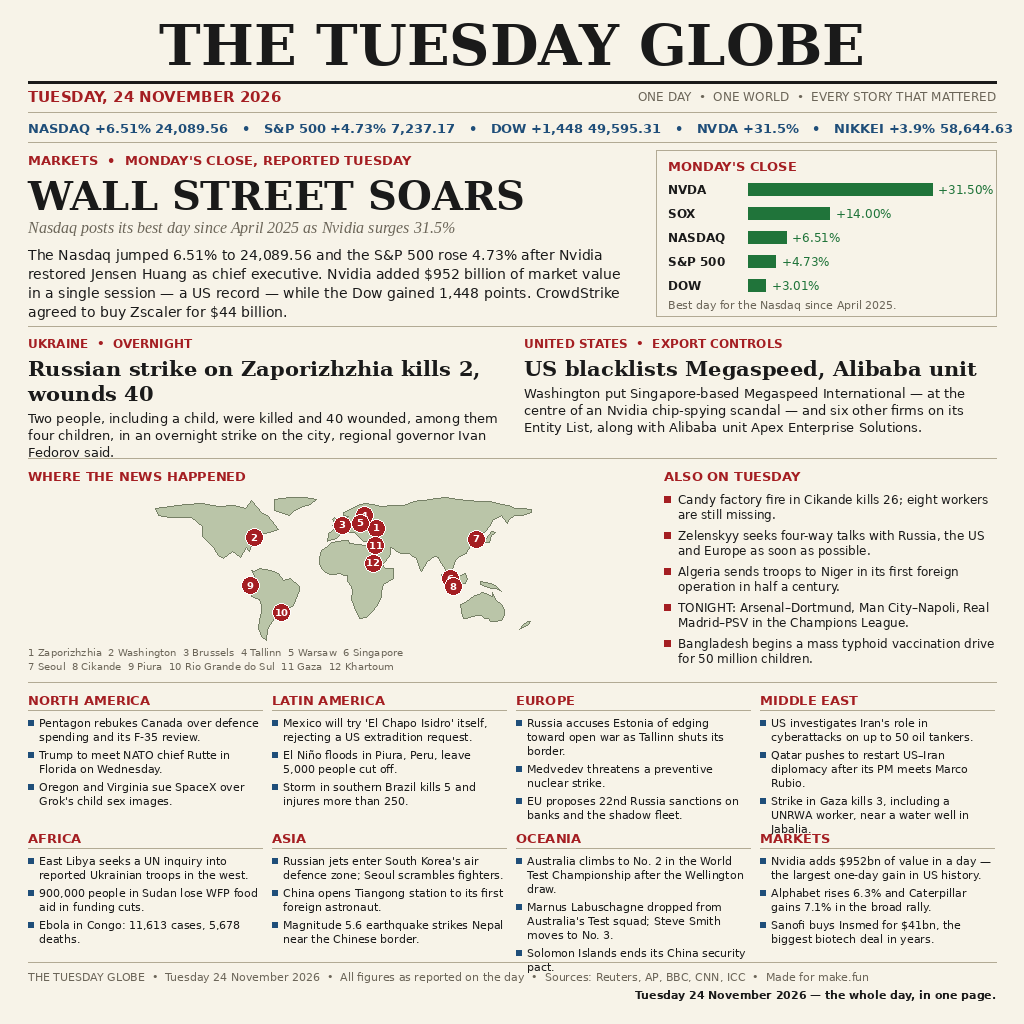 THE TUESDAY GLOBE
TUESDAY, 24 NOVEMBER 2026
ONE DAY • ONE WORLD • EVERY STORY THAT MATTERED
NASDAQ +6.51% 24,089.56 • S&P 500 +4.73% 7,237.17 • DOW +1,448 49,595.31 • NVDA +31.5% • NIKKEI +3.9% 58,644.63
MARKETS • MONDAY'S CLOSE, REPORTED TUESDAY
WALL STREET SOARS
Nasdaq posts its best day since April 2025 as Nvidia surges 31.5%
The Nasdaq jumped 6.51% to 24,089.56 and the S&P 500 rose 4.73% after Nvidia
restored Jensen Huang as chief executive. Nvidia added $952 billion of market value
in a single session — a US record — while the Dow gained 1,448 points. CrowdStrike
agreed to buy Zscaler for $44 billion.
MONDAY'S CLOSE
NVDA +31.50%
SOX +14.00%
NASDAQ +6.51%
S&P 500 +4.73%
DOW +3.01%
Best day for the Nasdaq since April 2025.
UKRAINE • OVERNIGHT
Russian strike on Zaporizhzhia kills 2,
wounds 40
Two people, including a child, were killed and 40 wounded, among them
four children, in an overnight strike on the city, regional governor Ivan
Fedorov said.
UNITED STATES • EXPORT CONTROLS
US blacklists Megaspeed, Alibaba unit
Washington put Singapore-based Megaspeed International — at the
centre of an Nvidia chip-spying scandal — and six other firms on its
Entity List, along with Alibaba unit Apex Enterprise Solutions.
WHERE THE NEWS HAPPENED
4
3
5
1
2
7
11
12
6
8
9
10
1 Zaporizhzhia 2 Washington 3 Brussels 4 Tallinn 5 Warsaw 6 Singapore
7 Seoul 8 Cikande 9 Piura 10 Rio Grande do Sul 11 Gaza 12 Khartoum
ALSO ON TUESDAY
Candy factory fire in Cikande kills 26; eight workers
are still missing.
Zelenskyy seeks four-way talks with Russia, the US
and Europe as soon as possible.
Algeria sends troops to Niger in its first foreign
operation in half a century.
TONIGHT: Arsenal–Dortmund, Man City–Napoli, Real
Madrid–PSV in the Champions League.
Bangladesh begins a mass typhoid vaccination drive
for 50 million children.
NORTH AMERICA
Pentagon rebukes Canada over defence
spending and its F-35 review.
Trump to meet NATO chief Rutte in
Florida on Wednesday.
Oregon and Virginia sue SpaceX over
Grok's child sex images.
LATIN AMERICA
Mexico will try 'El Chapo Isidro' itself,
rejecting a US extradition request.
El Niño floods in Piura, Peru, leave
5,000 people cut off.
Storm in southern Brazil kills 5 and
injures more than 250.
EUROPE
Russia accuses Estonia of edging
toward open war as Tallinn shuts its
border.
Medvedev threatens a preventive
nuclear strike.
EU proposes 22nd Russia sanctions on
banks and the shadow fleet.
MIDDLE EAST
US investigates Iran's role in
cyberattacks on up to 50 oil tankers.
Qatar pushes to restart US–Iran
diplomacy after its PM meets Marco
Rubio.
Strike in Gaza kills 3, including a
UNRWA worker, near a water well in
Jabalia.
AFRICA
East Libya seeks a UN inquiry into
reported Ukrainian troops in the west.
900,000 people in Sudan lose WFP food
aid in funding cuts.
Ebola in Congo: 11,613 cases, 5,678
deaths.
ASIA
Russian jets enter South Korea's air
defence zone; Seoul scrambles fighters.
China opens Tiangong station to its first
foreign astronaut.
Magnitude 5.6 earthquake strikes Nepal
near the Chinese border.
OCEANIA
Australia climbs to No. 2 in the World
Test Championship after the Wellington
draw.
Marnus Labuschagne dropped from
Australia's Test squad; Steve Smith
moves to No. 3.
Solomon Islands ends its China security
pact.
MARKETS
Nvidia adds $952bn of value in a day —
the largest one-day gain in US history.
Alphabet rises 6.3% and Caterpillar
gains 7.1% in the broad rally.
Sanofi buys Insmed for $41bn, the
biggest biotech deal in years.
THE TUESDAY GLOBE • Tuesday 24 November 2026 • All figures as reported on the day • Sources: Reuters, AP, BBC, CNN, ICC • Made for make.fun
Tuesday 24 November 2026 — the whole day, in one page.